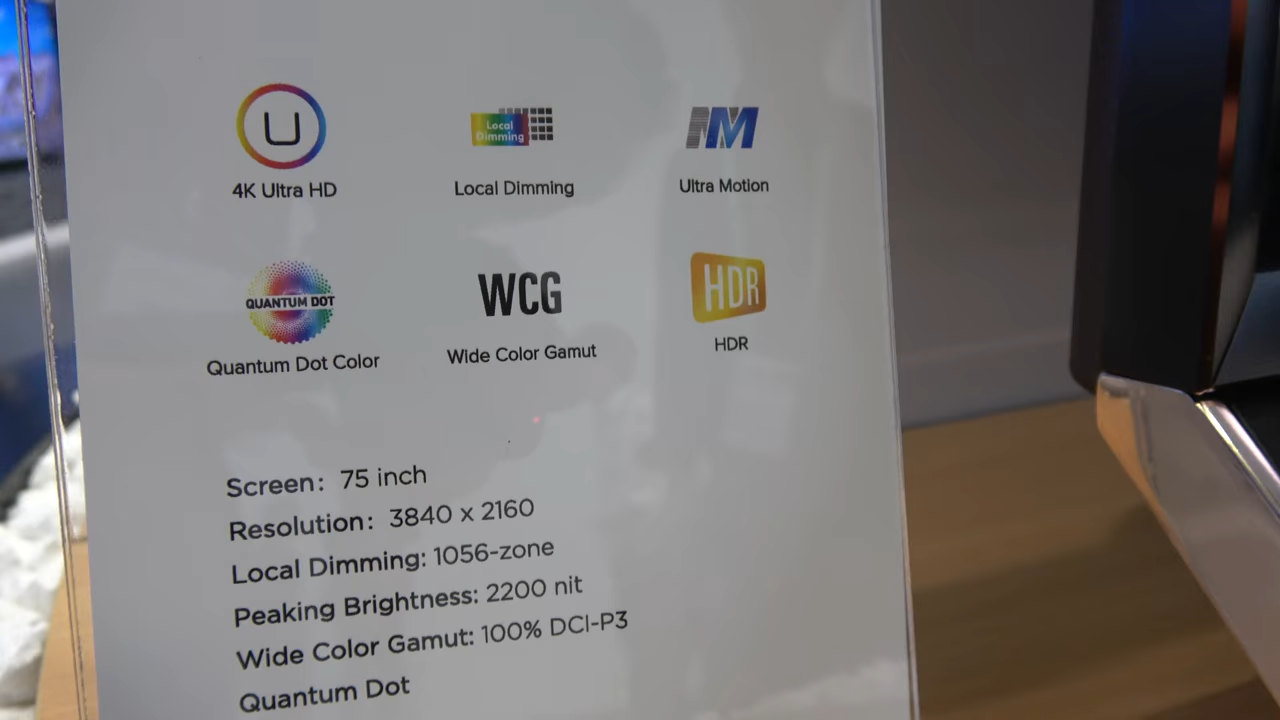 U
Local
Dimming
4K Ultra HD
Local Dimming
Ultra Motion
QUANTUM DOT
WCG
HDR
Quantum Dot Color
Wide Color Gamut
HDR
Screen: 75 inch
Resolution: 3840 x 2160
Local Dimming: 1056-zone
Peaking Brightness: 2200 nit
Wide Color Gamut: 100% DCI-P3
Quantum Dot